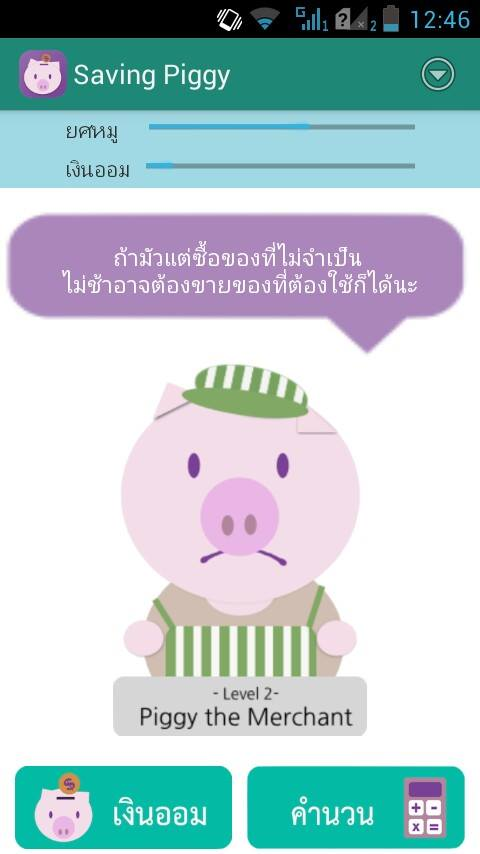 12:46
Saving Piggy
ยศหมู
เงินออม
ถ้ามัวแต่ซื้อของที่ไม่จำเป็น
ไม่ช้าอาจต้องขายของที่ต้องใช้ก็ได้นะ
- Level 2-
Piggy the Merchant
เงินออม
คำนวน